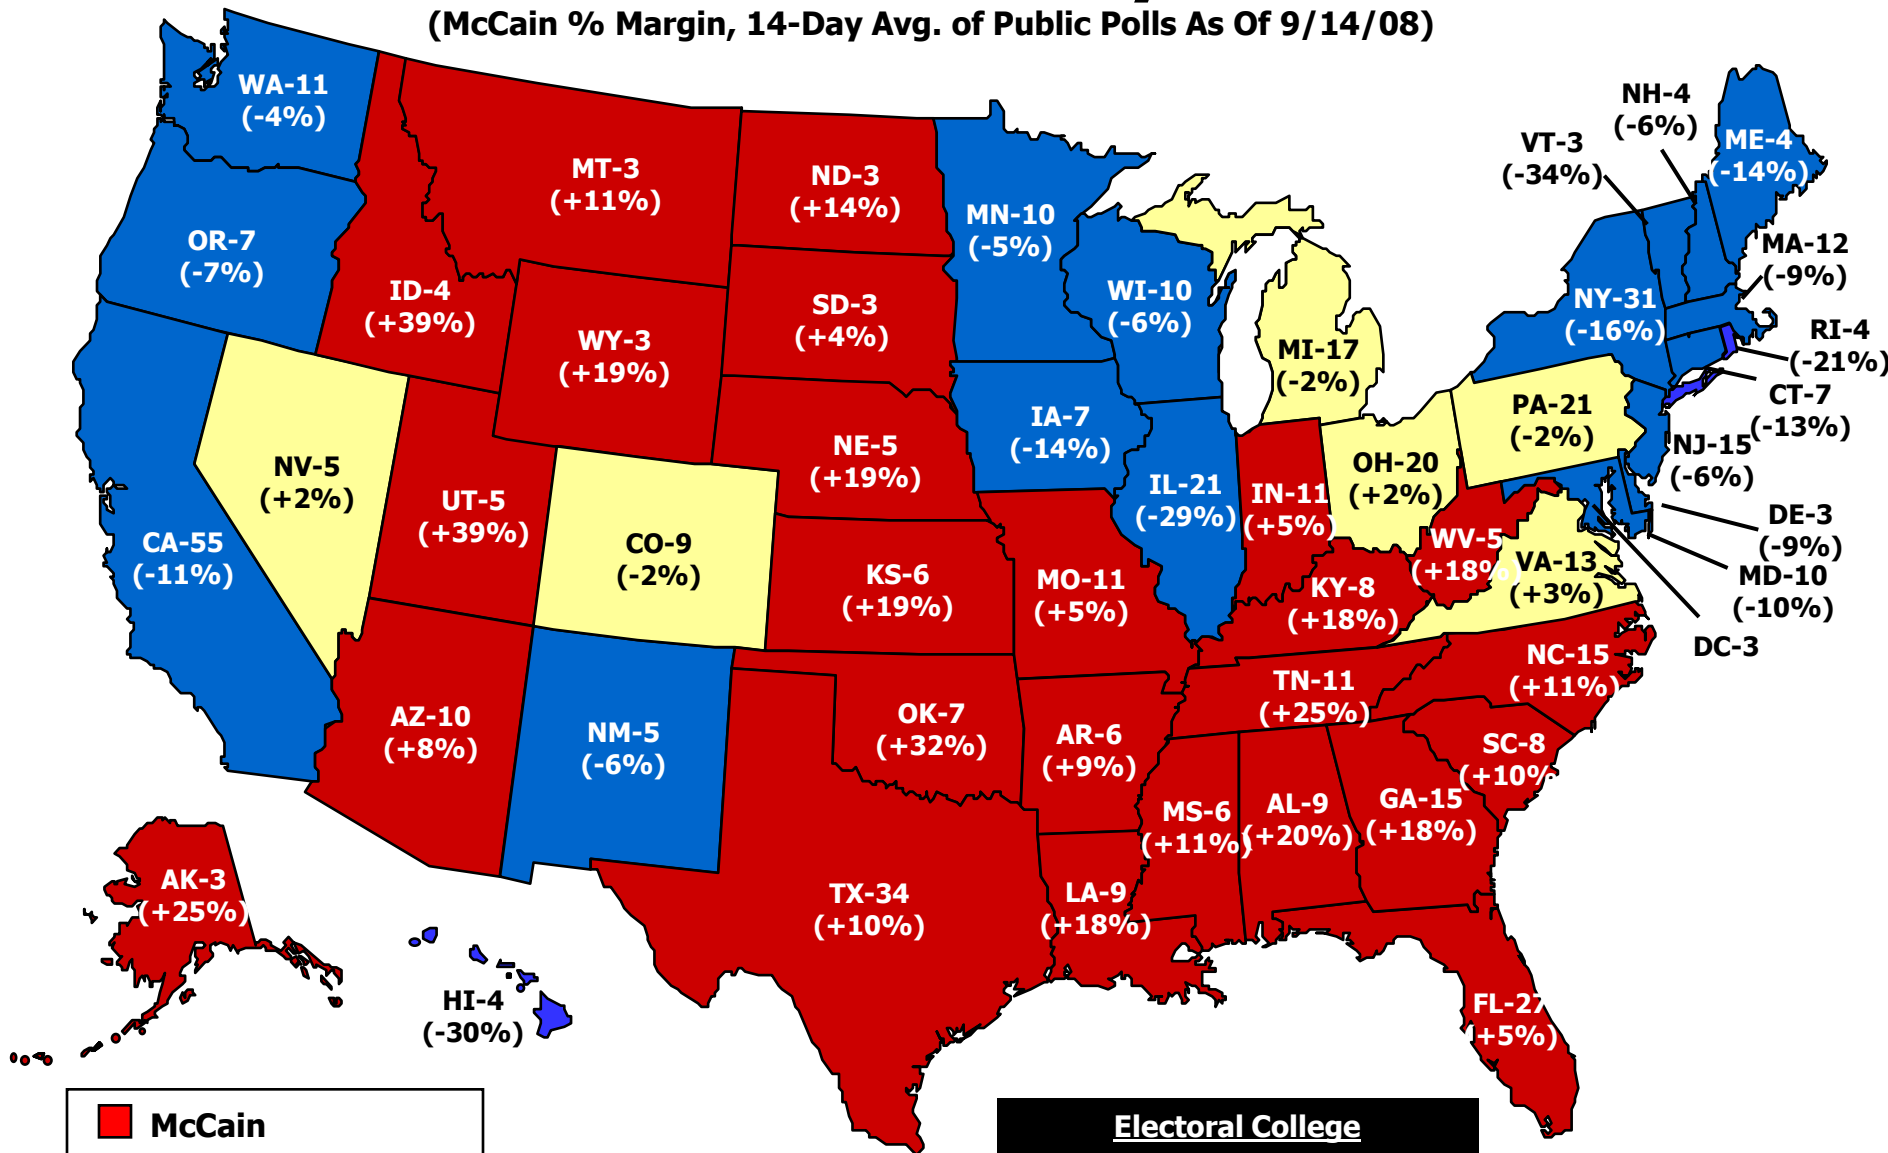 (McCain % Margin, 14-Day Avg. of Public Polls As Of 9/14/08)
WA-11
(-4%)
OR-7
(-7%)
CA-55
(-11%)
NV-5
(+2%)
ID-4
(+39%)
MT-3
(+11%)
WY-3
(+19%)
UT-5
(+39%)
CO-9
(-2%)
AZ-10
(+8%)
NM-5
(-6%)
ND-3
(+14%)
SD-3
(+4%)
NE-5
(+19%)
KS-6
(+19%)
OK-7
(+32%)
TX-34
(+10%)
MN-10
(-5%)
IA-7
(-14%)
MO-11
(+5%)
AR-6
(+9%)
LA-9
(+18%)
WI-10
(-6%)
IL-21
(-29%)
MI-17
(-2%)
IN-11
(+5%)
OH-20
(+2%)
KY-8
(+18%)
TN-11
(+25%)
MS-6
(+11%)
AL-9
(+20%)
GA-15
(+18%)
FL-27
(+5%)
SC-8
(+10%
NC-15
(+11%)
VA-13
(+3%)
WV-5
(+18%)
PA-21
(-2%)
NY-31
(-16%)
VT-3
(-34%)
NH-4
(-6%)
ME-4
(-14%)
MA-12
(-9%)
RI-4
(-21%)
CT-7
(-13%)
NJ-15
(-6%)
DE-3
(-9%)
MD-10
(-10%)
DC-3
AK-3
(+25%)
HI-4
(-30%)
McCain
Electoral College